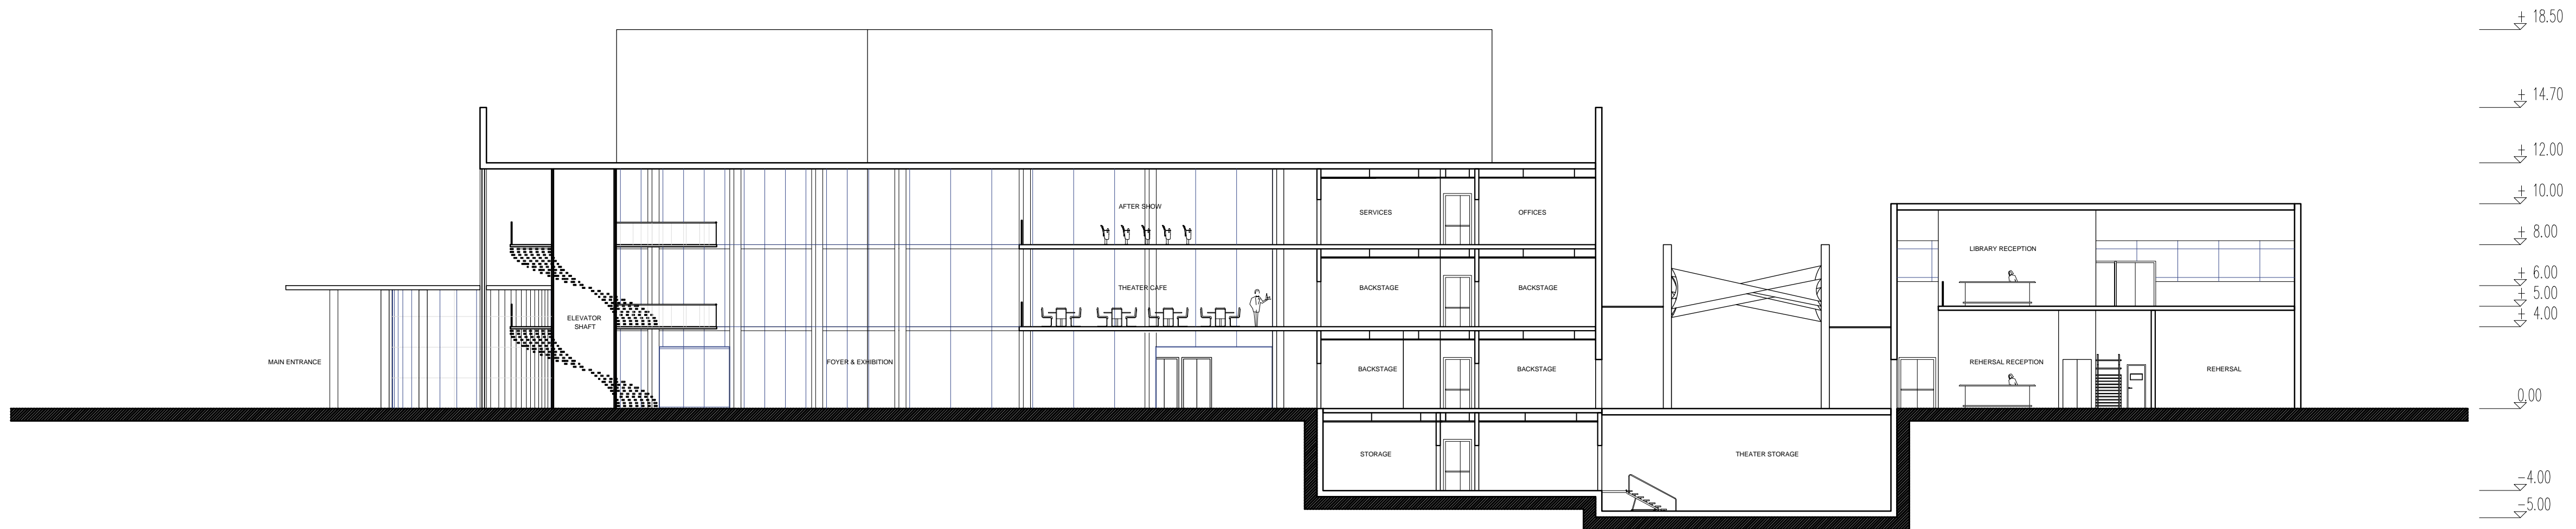 + 18.50
+ 14.70
+ 12.00
+ 10.00
AFTER SHOW
SERVICES
OFFICES
+ 8.00
LIBRARY RECEPTION
+ 6.00
THEATER CAFE
BACKSTAGE
BACKSTAGE
+ 5.00
ELEVATOR
SHAFT
+ 4.00
MAIN ENTRANCE
FOYER & EXHIBITION
BACKSTAGE
BACKSTAGE
REHERSAL RECEPTION
REHERSAL
0.00
STORAGE
THEATER STORAGE
-4.00
-5.00